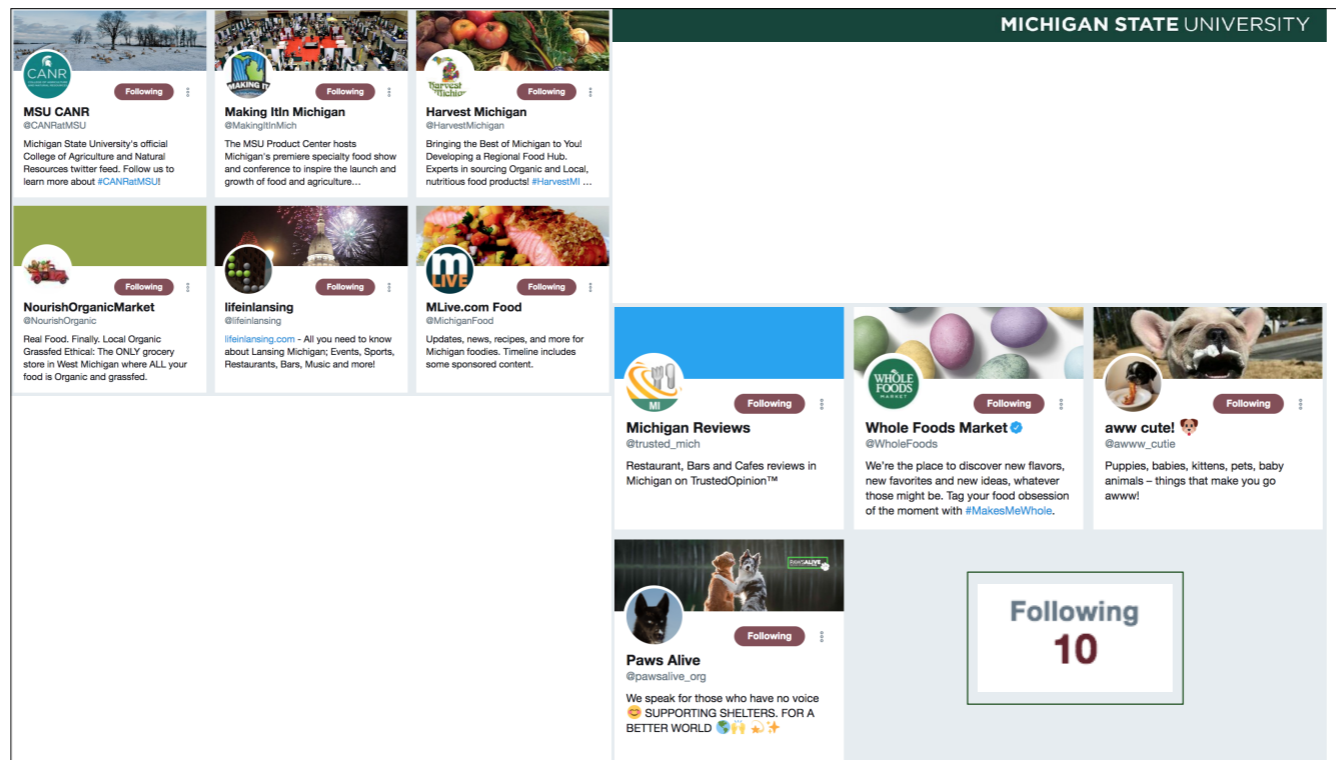 MICHIGAN STATE UNIVERSITY
CANR
Following
MSU CANR
@CANRatMSU
Michigan State University's official
College of Agriculture and Natural
Resources twitter feed. Follow us to
learn more about #CANRatMSU!
MAKING IT
Following
Making ItIn Michigan
@MakingItInMich
The MSU Product Center hosts
Michigan's premiere specialty food show
and conference to inspire the launch and
growth of food and agriculture…
Harvest
Michigan
Following
Harvest Michigan
@HarvestMichigan
Bringing the Best of Michigan to You!
Developing a Regional Food Hub.
Experts in sourcing Organic and Local,
nutritious food products! #HarvestMI …
Following
NourishOrganicMarket
@NourishOrganic
Real Food. Finally. Local Organic
Grassfed Ethical: The ONLY grocery
store in West Michigan where ALL your
food is Organic and grassfed.
Following
lifeinlansing
@lifeinlansing
lifeinlansing.com - All you need to know
about Lansing Michigan; Events, Sports,
Restaurants, Bars, Music and more!
m
LIVE
Following
MLive.com Food
@MichiganFood
Updates, news, recipes, and more for
Michigan foodies. Timeline includes
some sponsored content.
MI
Following
Michigan Reviews
@trusted_mich
Restaurant, Bars and Cafes reviews in
Michigan on TrustedOpinion™
WHOLE
FOODS
MARKET
Following
Whole Foods Market
@WholeFoods
We're the place to discover new flavors,
new favorites and new ideas, whatever
those might be. Tag your food obsession
of the moment with #MakesMeWhole.
Following
aww cute! 🐶
@awww_cutie
Puppies, babies, kittens, pets, baby
animals – things that make you go
awww!
PAWSALIVE
Following
Paws Alive
@pawsalive_org
We speak for those who have no voice
😊 SUPPORTING SHELTERS. FOR A
BETTER WORLD 🌎🙌 💫✨
Following
10